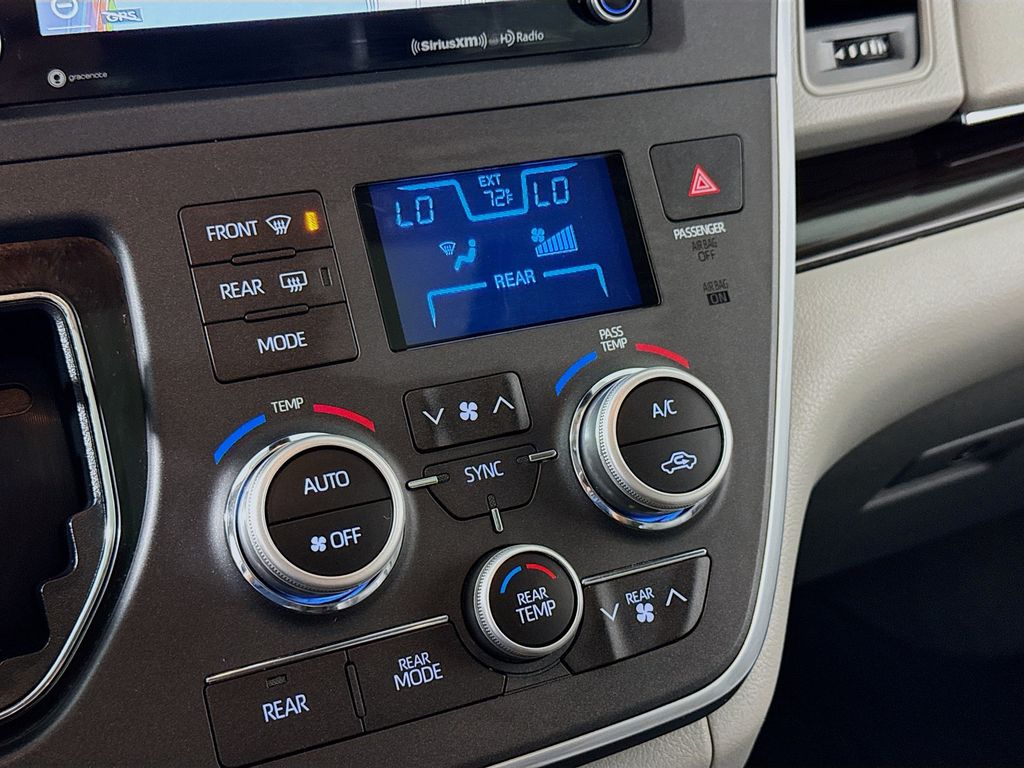 GPS
((SiriusXM))
HD Radio
gracenote
EXT
72°F
LO
LO
REAR
FRONT
REAR
MODE
PASSENGER
AIR BAG
OFF
AIR BAG
ON
TEMP
PASS
TEMP
AUTO
OFF
SYNC
A/C
REAR
TEMP
REAR
REAR
MODE
REAR